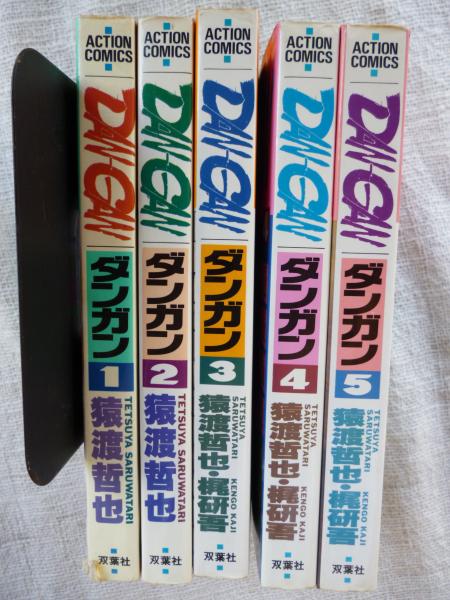 ACTION
COMICS
DAN-GAN
ダンガン
1
猿渡哲也
TETSUYA SARUWATARI
双葉社
ACTION
COMICS
DAN-GAN
ダンガン
2
猿渡哲也
TETSUYA SARUWATARI
双葉社
ACTION
COMICS
DAN-GAN
ダンガン
3
猿渡哲也・梶研吾
TETSUYA
SARUWATARI
KENGO KAJI
双葉社
ACTION
COMICS
DAN-GAN
ダンガン
4
猿渡哲也・梶研吾
TETSUYA
SARUWATARI
KENGO KAJI
双葉社
ACTION
COMICS
DAN-GAN
ダンガン
5
猿渡哲也・梶研吾
TETSUYA
SARUWATARI
KENGO KAJI
双葉社